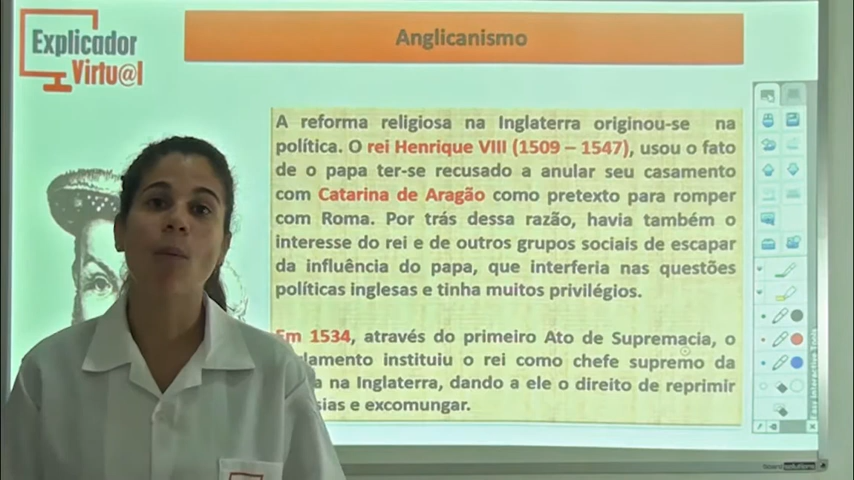 Explicador
Virtu@l
Anglicanismo
A reforma religiosa na Inglaterra originou-se na
política. O rei Henrique VIII (1509 – 1547), usou o fato
de o papa ter-se recusado a anular seu casamento
com Catarina de Aragão como pretexto para romper
com Roma. Por trás dessa razão, havia também o
interesse do rei e de outros grupos sociais de escapar
da influência do papa, que interferia nas questões
políticas inglesas e tinha muitos privilégios.
Em 1534, através do primeiro Ato de Supremacia, o
lamento instituiu o rei como chefe supremo da
na Inglaterra, dando a ele o direito de reprimir
sias e excomungar.
Easy Interactive Tools